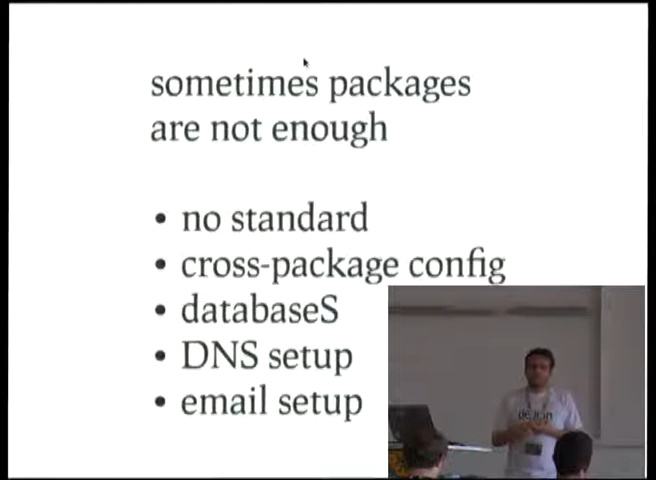 sometimes packages
are not enough
• no standard
• cross-package config
• databaseS
• DNS setup
• email setup